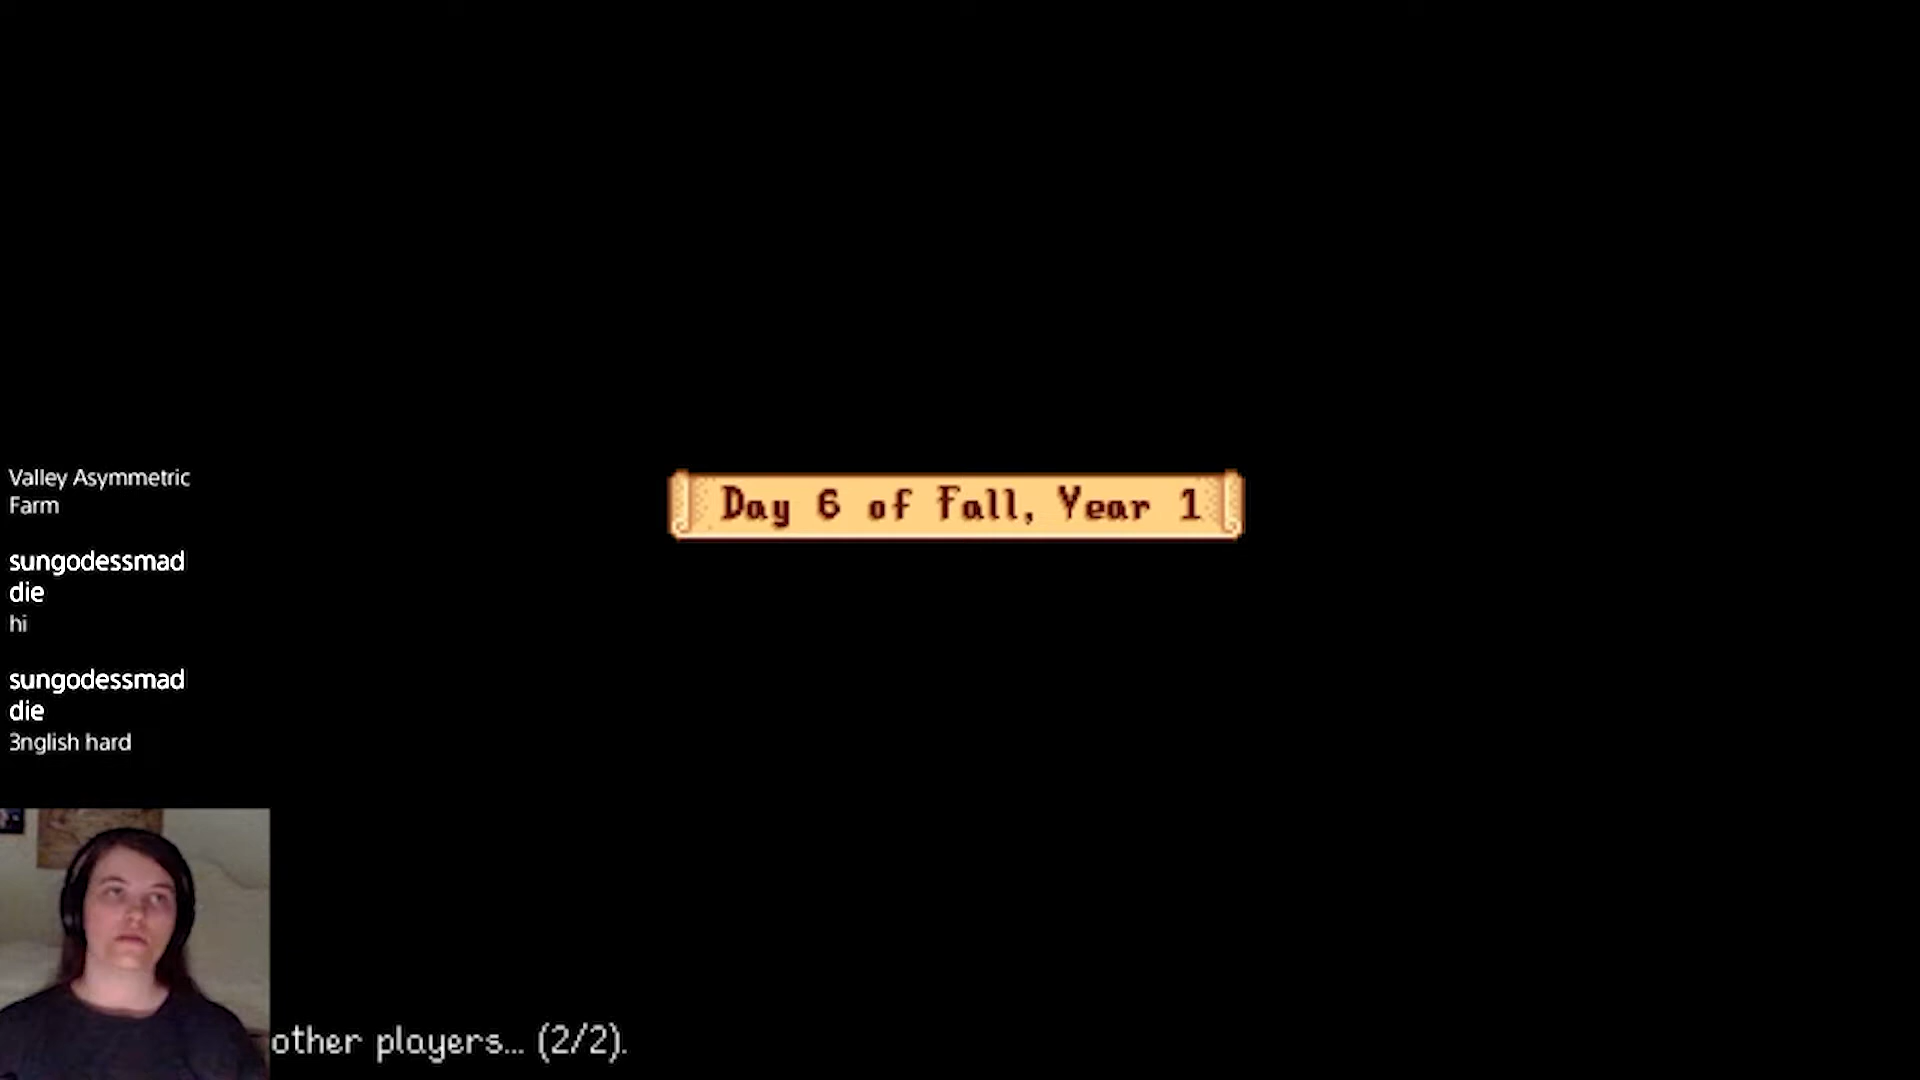 Valley Asymmetric
Farm
sungodessmad
die
hi
sungodessmad
die
3nglish hard
Day 6 of Fall, Year 1
other players... (2/2).